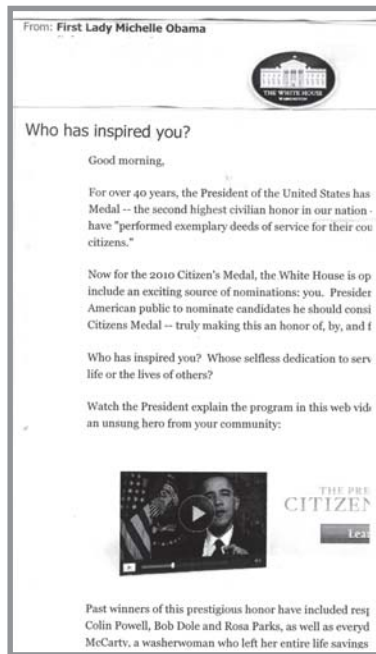 From: First Lady Michelle Obama
THE WHITE HOUSE
WASHINGTON
Who has inspired you?
Good morning,
For over 40 years, the President of the United States has
Medal -- the second highest civilian honor in our nation -
have "performed exemplary deeds of service for their cou
citizens."
Now for the 2010 Citizen's Medal, the White House is op
include an exciting source of nominations: you. Presiden
American public to nominate candidates he should consi
Citizens Medal -- truly making this an honor of, by, and f
Who has inspired you? Whose selfless dedication to serv
life or the lives of others?
Watch the President explain the program in this web vide
an unsung hero from your community:
THE PRE
CITIZEN
Lear
Past winners of this prestigious honor have included resp
Colin Powell, Bob Dole and Rosa Parks, as well as everyd
McCarty, a washerwoman who left her entire life savings